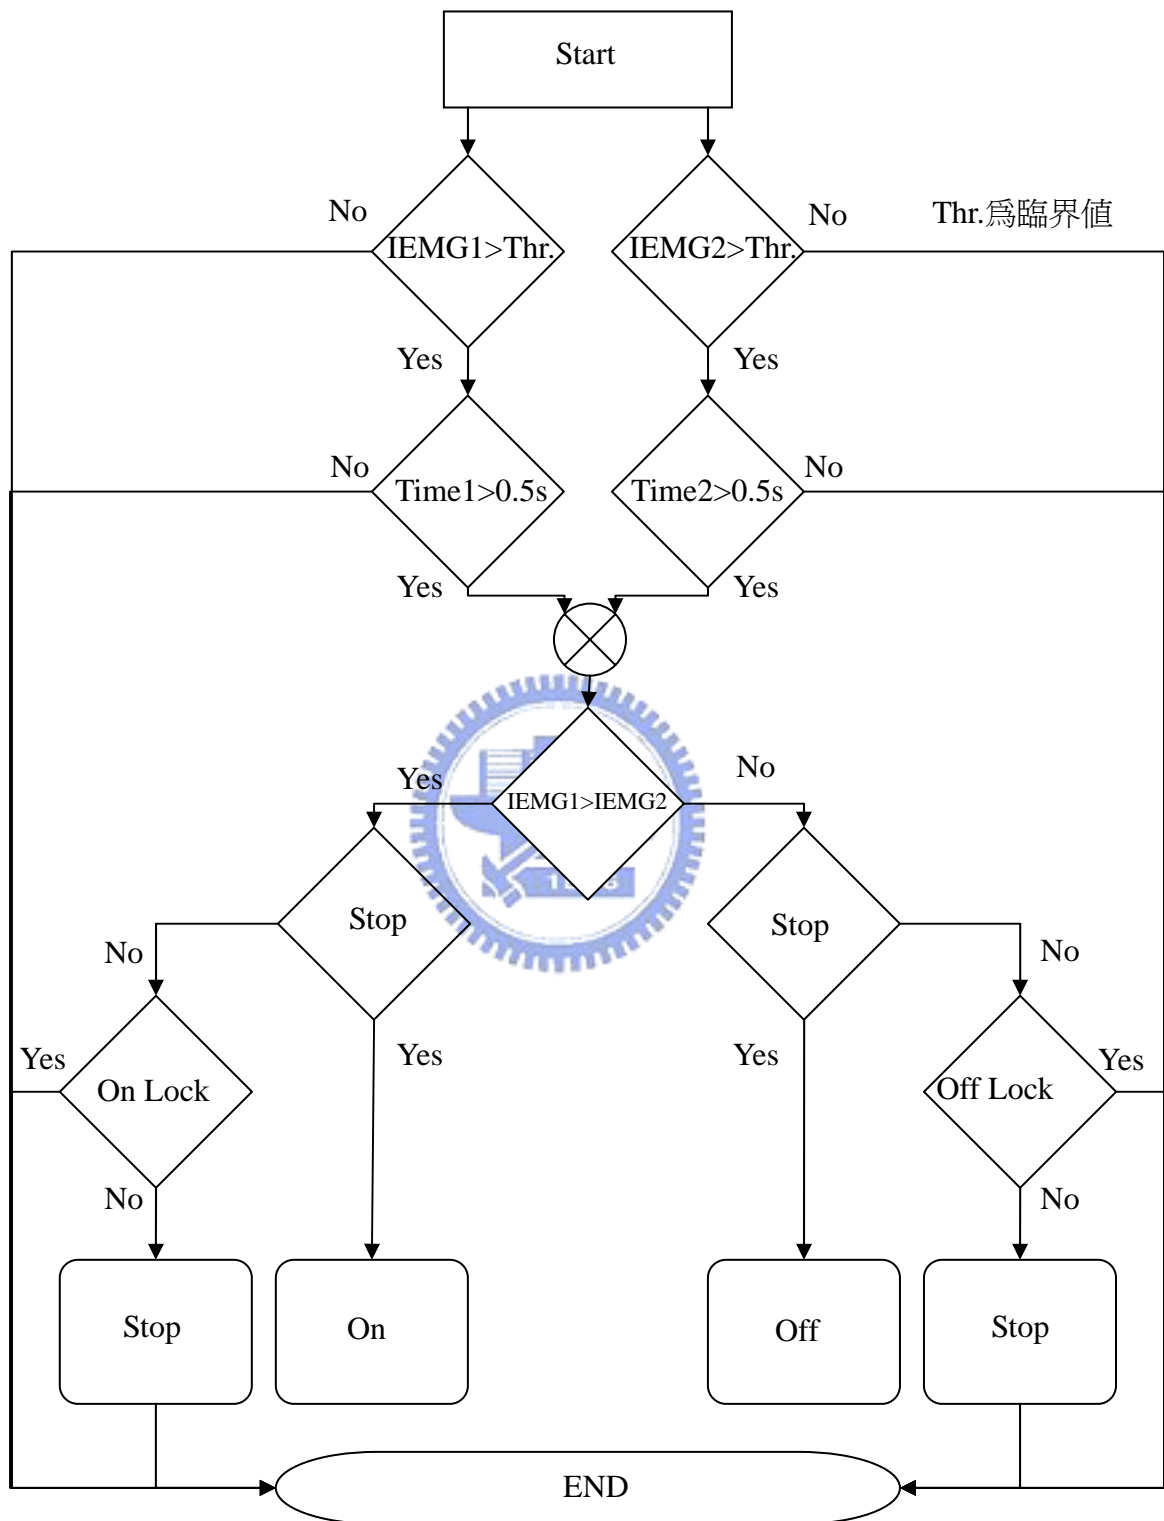 Start
No
No
Thr.為臨界值
IEMG1>Thr.
IEMG2>Thr.
Yes
Yes
No
No
Time1>0.5s
Time2>0.5s
Yes
Yes
Yes
No
IEMG1>IEMG2
Stop
Stop
No
No
Yes
Yes
Yes
Yes
On Lock
Off Lock
No
No
Stop
On
Off
Stop
END